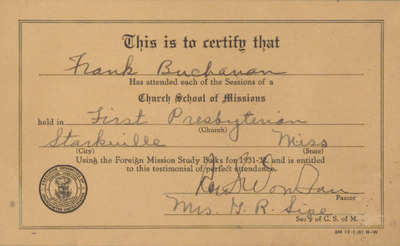 This is to certify that
Frank Buchanan
Has attended each of the Sessions of a
Church School of Missions
held in First Presbyterian
(Church)
Starkville Miss
(City) (State)
Using the Foreign Mission Study Books for 1931-32, and is entitled
to this testimonial of perfect attendance.
Pastor
Mrs. G. R. Sipe
Sec'y of C. S. of M.